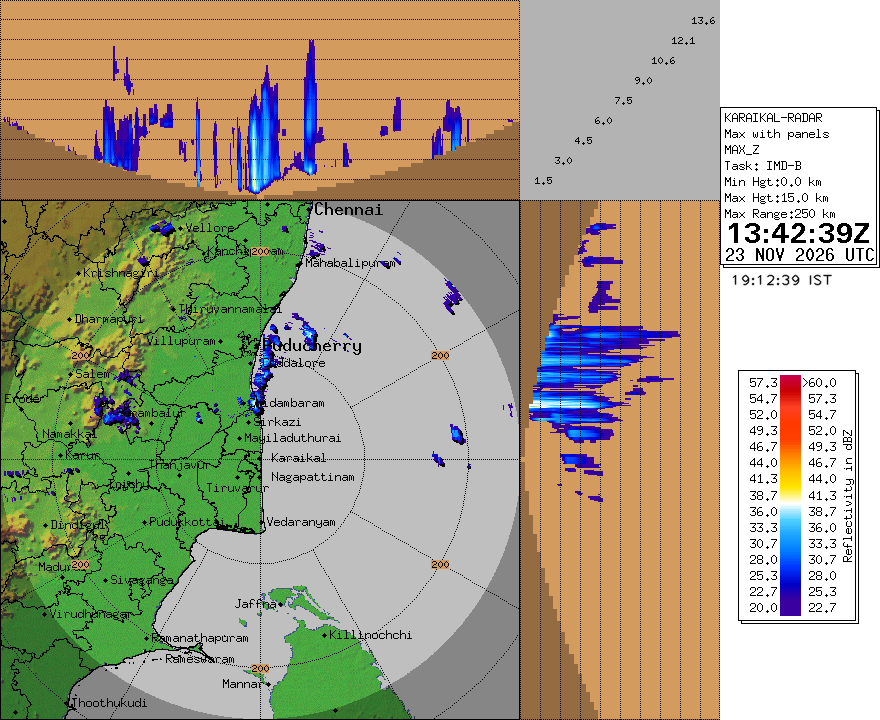 13.6
12.1
10.6
9.0
7.5
6.0
4.5
3.0
1.5
KARAIKAL-RADAR
Max with panels
MAX_Z
Task: IMD-B
Min Hgt:0.0 km
Max Hgt:15.0 km
Max Range:250 km
13:42:39Z
23 NOV 2026 UTC
19:12:39 IST
Chennai
Vellore
200
Mahabalipuram
Krishnagiri
Thiruvannamalai
Dharmapuri
Villupuram
Puducherry
200
200
Salem
Erode
Sirkazi
Namakkal
Mayiladuthurai
Karur
Karaikal
Thanjavur
Nagapattinam
Tiruvarur
Pudukkottai
Vedaranyam
Dindigul
200
200
Sivaganga
Jaffna
Virudhunagar
Killinochchi
Ramanathapuram
Rameswaram
200
Mannar
Thoothukudi
57.3 >60.0
54.7 57.3
52.0 54.7
49.3 52.0
46.7 49.3
44.0 46.7
41.3 44.0
38.7 41.3
36.0 38.7
33.3 36.0
30.7 33.3
28.0 30.7
25.3 28.0
22.7 25.3
20.0 22.7
Reflectivity in dBZ